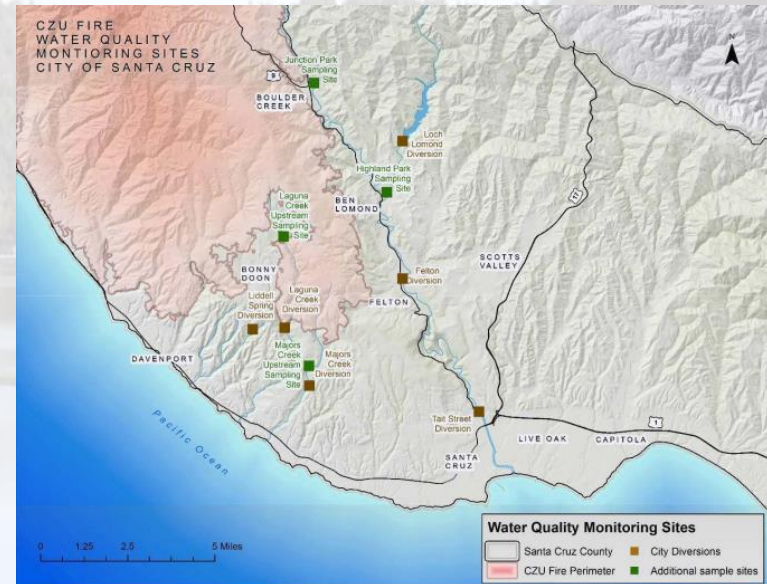 CZU FIRE
WATER QUALITY
MONTIORING SITES
CITY OF SANTA CRUZ
N
Junction Park
Sampling
Site
9
BOULDER
CREEK
Loch
Lomond
Diversion
Highland Park
Sampling
Site
17
Laguna
Creek
Upstream
Sampling
Site
BEN
LOMOND
SCOTTS
VALLEY
BONNY
DOON
Felton
Diversion
Liddell
Spring
Diversion
Laguna
Creek
Diversion
FELTON
DAVENPORT
Majors
Creek
Upstream
Sampling
Site
Majors
Creek
Diversion
Tait Street
Diversion
1
Pacific Ocean
LIVE OAK
CAPITOLA
SANTA
CRUZ
0 1.25 2.5 5 Miles
Water Quality Monitoring Sites
Santa Cruz County
City Diversions
CZU Fire Perimeter
Additional sample sites